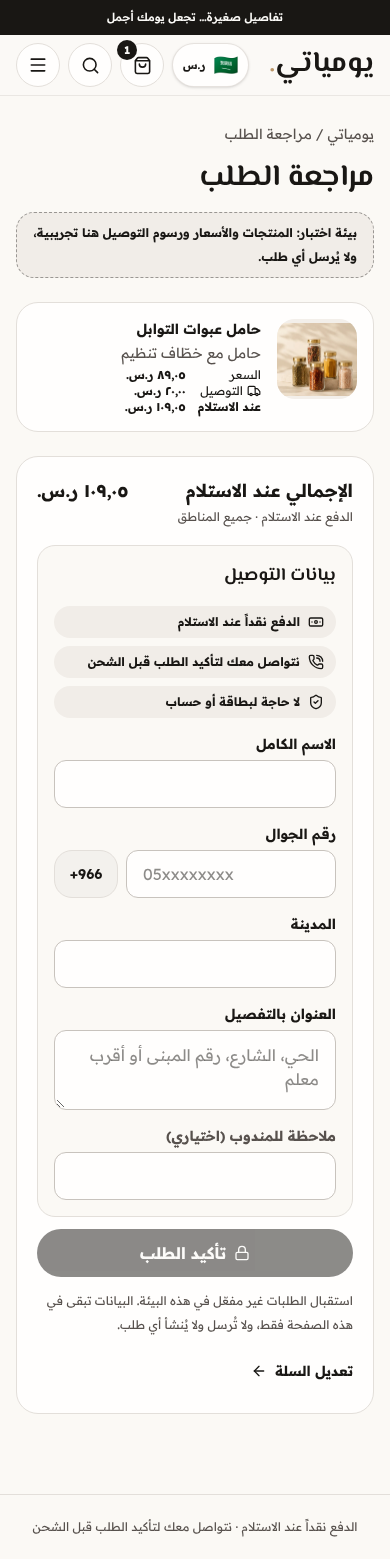 تفاصيل صغيرة... تجعل يومك أجمل
يومياتي.
ر.س
1
يومياتي / مراجعة الطلب
مراجعة الطلب
بيئة اختبار: المنتجات والأسعار ورسوم التوصيل هنا تجريبية،
ولا يُرسل أي طلب.
حامل عبوات التوابل
حامل مع خطّاف تنظيم
السعر ٨٩٫٠٥ ر.س.
التوصيل ٢٠٫٠٠ ر.س.
عند الاستلام ١٠٩٫٠٥ ر.س.
الإجمالي عند الاستلام ١٠٩٫٠٥ ر.س.
الدفع عند الاستلام · جميع المناطق
بيانات التوصيل
الدفع نقداً عند الاستلام
نتواصل معك لتأكيد الطلب قبل الشحن
لا حاجة لبطاقة أو حساب
الاسم الكامل
رقم الجوال
05xxxxxxxx
+966
المدينة
العنوان بالتفصيل
الحي، الشارع، رقم المبنى أو أقرب
معلم
ملاحظة للمندوب (اختياري)
تأكيد الطلب
استقبال الطلبات غير مفعّل في هذه البيئة. البيانات تبقى في
هذه الصفحة فقط، ولا تُرسل ولا يُنشأ أي طلب.
تعديل السلة
الدفع نقداً عند الاستلام · نتواصل معك لتأكيد الطلب قبل الشحن